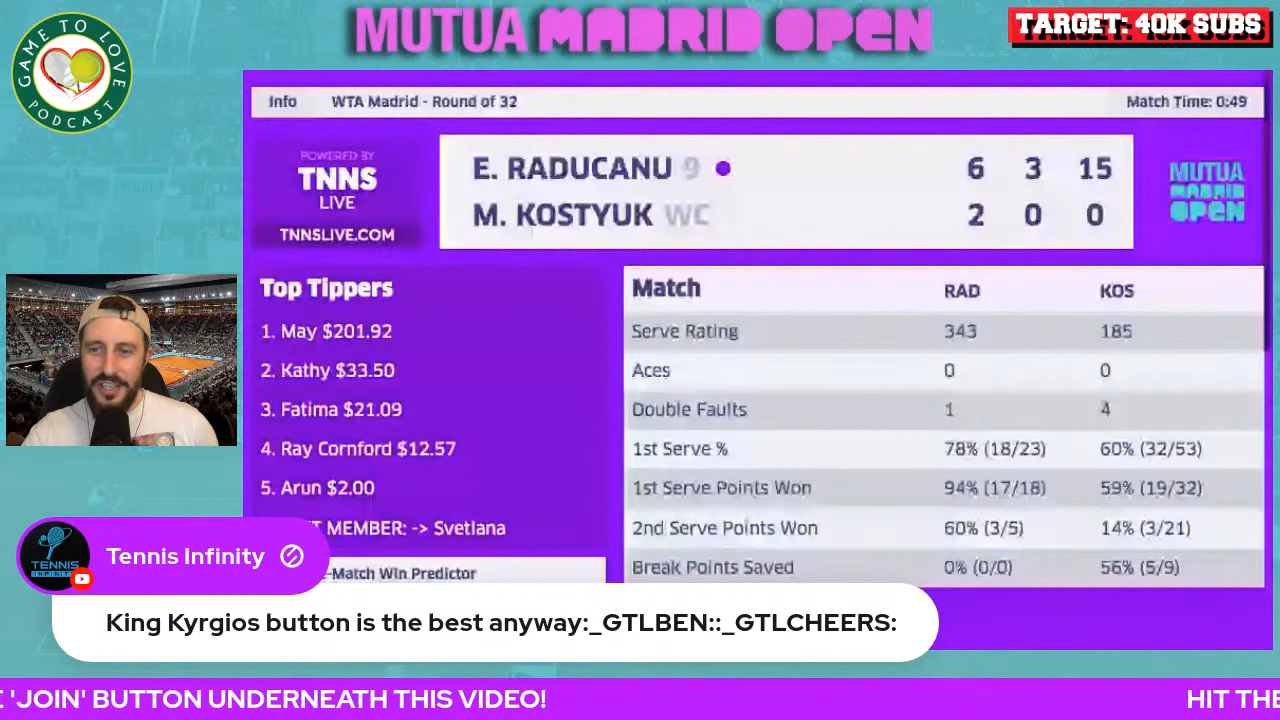 GAME TO LOVE
PODCAST
MUTUA MADRID OPEN
TARGET: 40K SUBS
Info WTA Madrid - Round of 32 Match Time: 0:49
POWERED BY
TNNS
LIVE
TNNSLIVE.COM
E. RADUCANU 9 6 3 15
M. KOSTYUK WC 2 0 0
MUTUA
MADRID
OPEN
Top Tippers
1. May $201.92
2. Kathy $33.50
3. Fatima $21.09
4. Ray Cornford $12.57
5. Arun $2.00
T MEMBER: -> Svetlana
-Match Win Predictor
Match RAD KOS
Serve Rating 343 185
Aces 0 0
Double Faults 1 4
1st Serve % 78% (18/23) 60% (32/53)
1st Serve Points Won 94% (17/18) 59% (19/32)
2nd Serve Points Won 60% (3/5) 14% (3/21)
Break Points Saved 0% (0/0) 56% (5/9)
TENNIS
INFINITY
Tennis Infinity
King Kyrgios button is the best anyway:_GTLBEN::_GTLCHEERS:
E 'JOIN' BUTTON UNDERNEATH THIS VIDEO! HIT THE